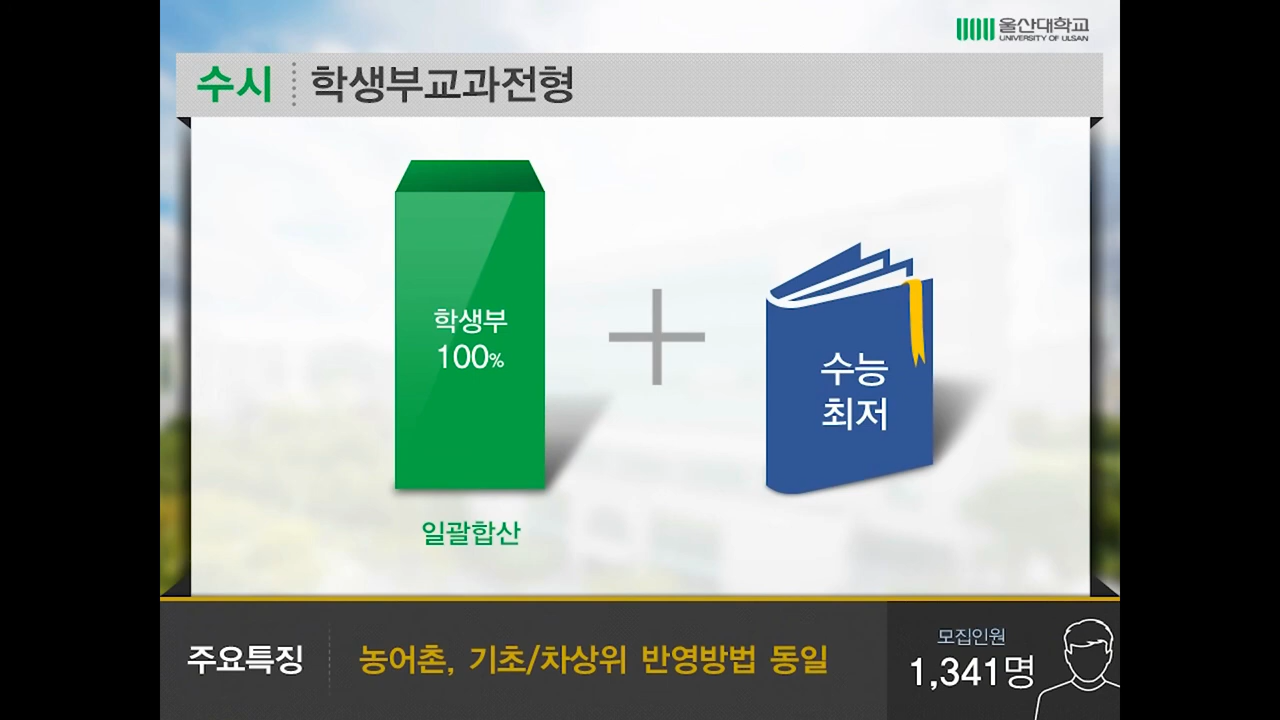 울산대학교
UNIVERSITY OF ULSAN
수시 학생부교과전형
학생부
100%
수능
최저
일괄합산
주요특징 농어촌, 기초/차상위 반영방법 동일
모집인원
1,341명